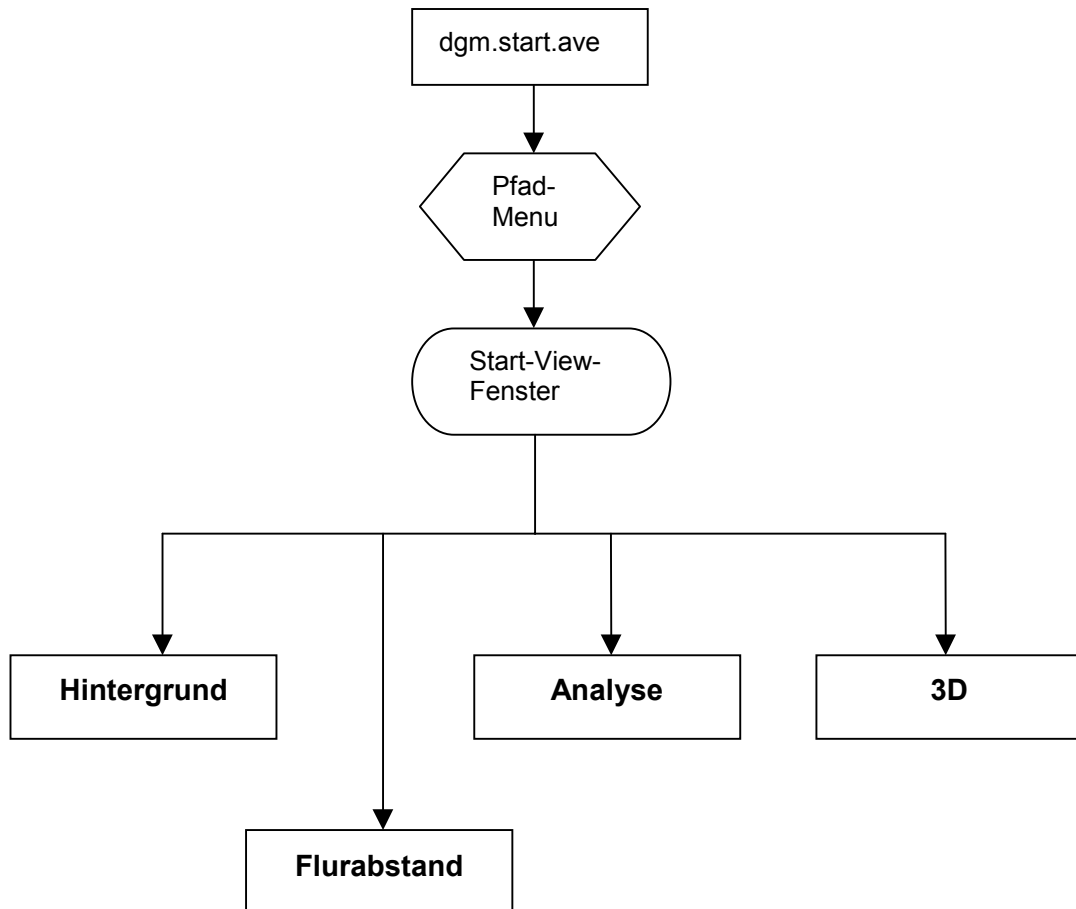 dgm.start.ave
Pfad-
Menu
Start-View-
Fenster
Hintergrund
Analyse
3D
Flurabstand